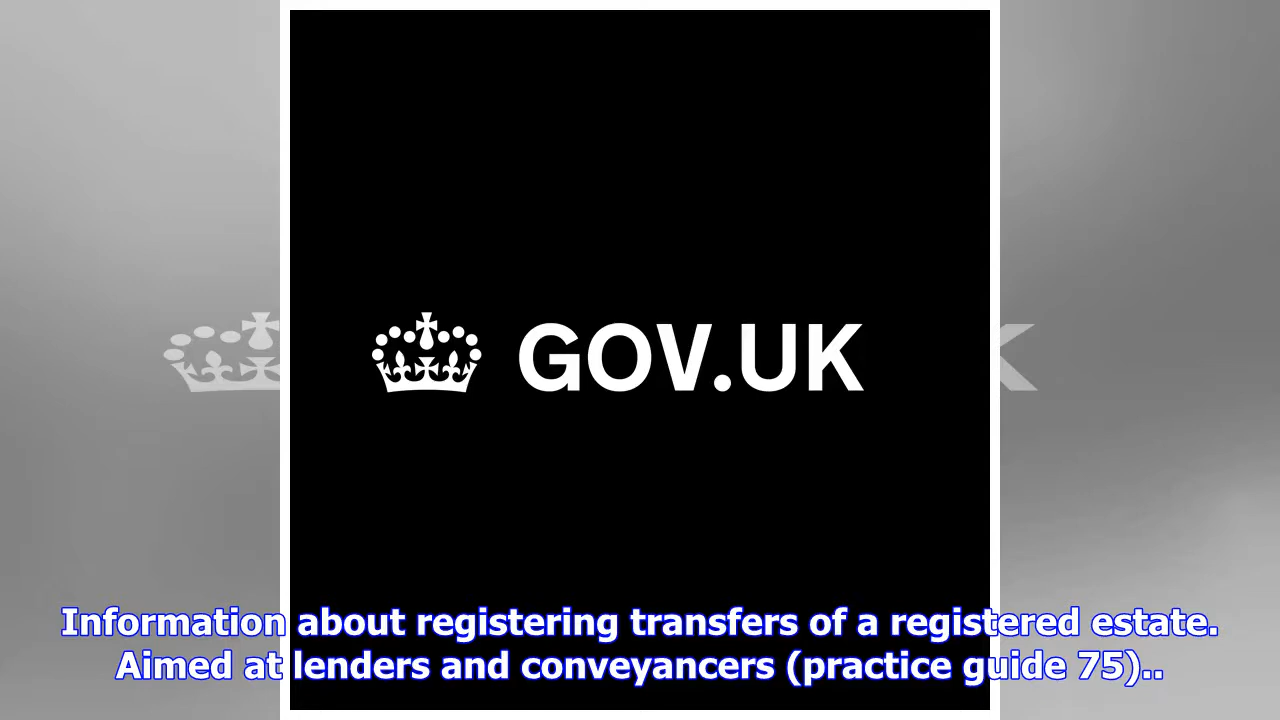 GOV.UK
Information about registering transfers of a registered estate.
Aimed at lenders and conveyancers (practice guide 75)..